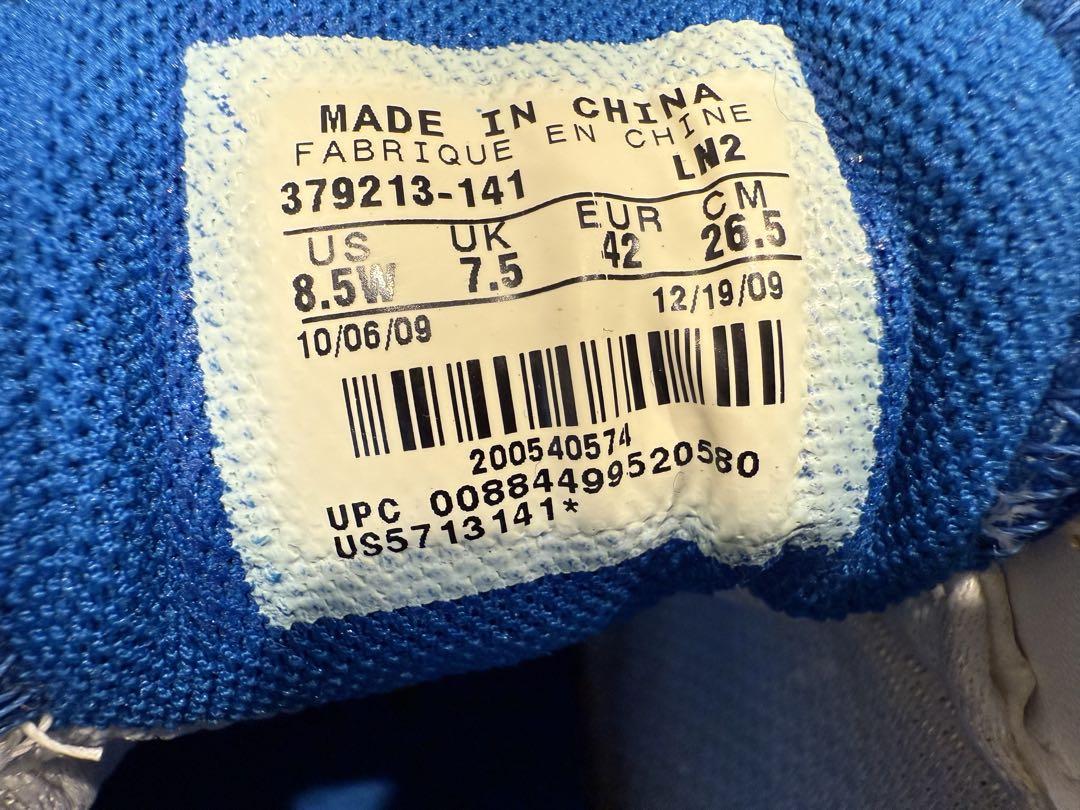 MADE IN CHINA
FABRIQUE EN CHINE
379213-141 LN2
US UK EUR CM
8.5W 7.5 42 26.5
10/06/09 12/19/09
200540574
UPC 00884499520580
US5713141*